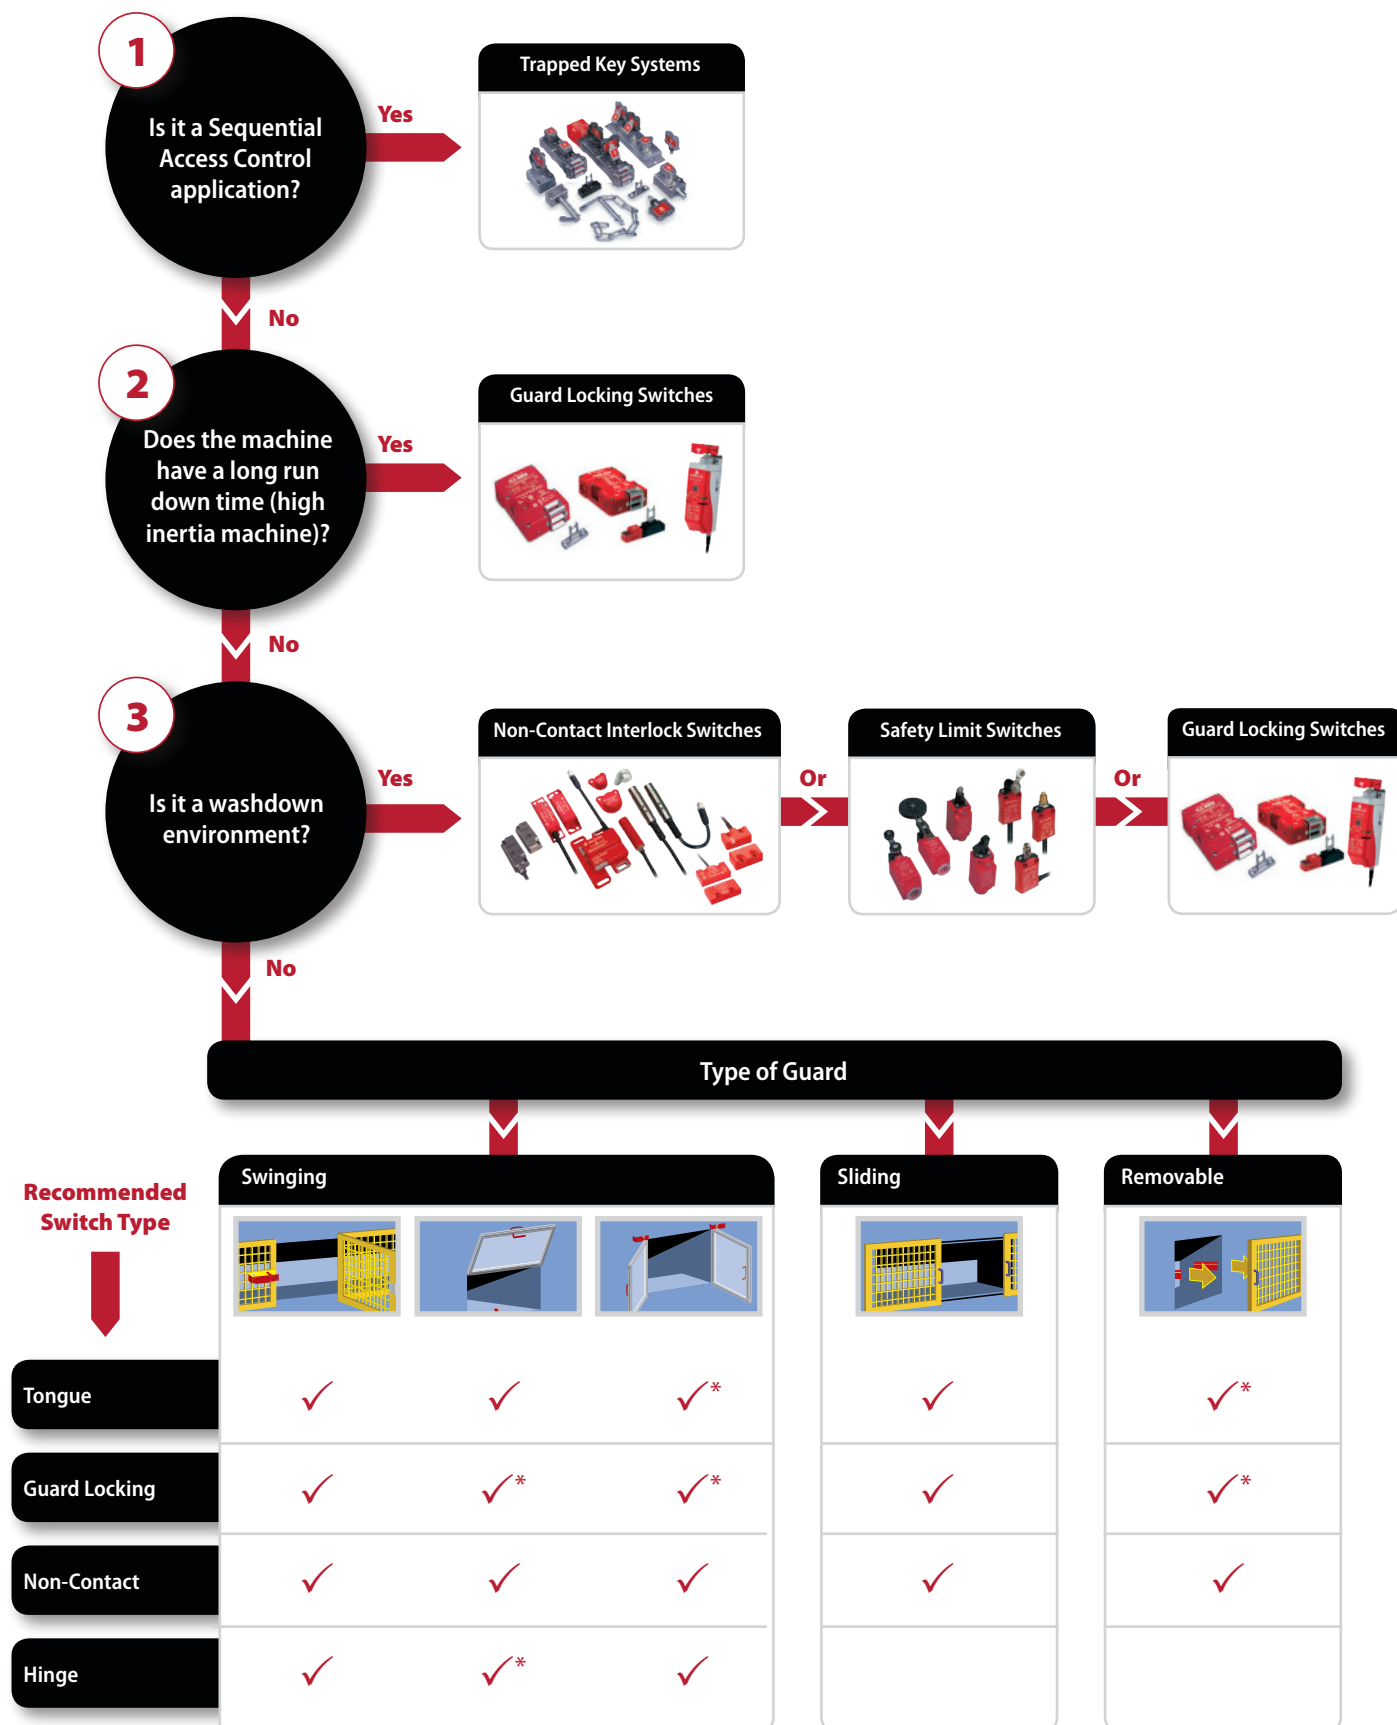 1
Is it a Sequential
Access Control
application?
Yes
Trapped Key Systems
No
2
Does the machine
have a long run
down time (high
inertia machine)?
Yes
Guard Locking Switches
No
3
Is it a washdown
environment?
Yes
Non-Contact Interlock Switches
Or
Safety Limit Switches
Or
Guard Locking Switches
No
Type of Guard
Recommended
Switch Type
Swinging
Sliding
Removable
Tongue
✓ ✓ ✓* ✓ ✓*
Guard Locking
✓ ✓* ✓* ✓ ✓*
Non-Contact
✓ ✓ ✓ ✓ ✓
Hinge
✓ ✓* ✓